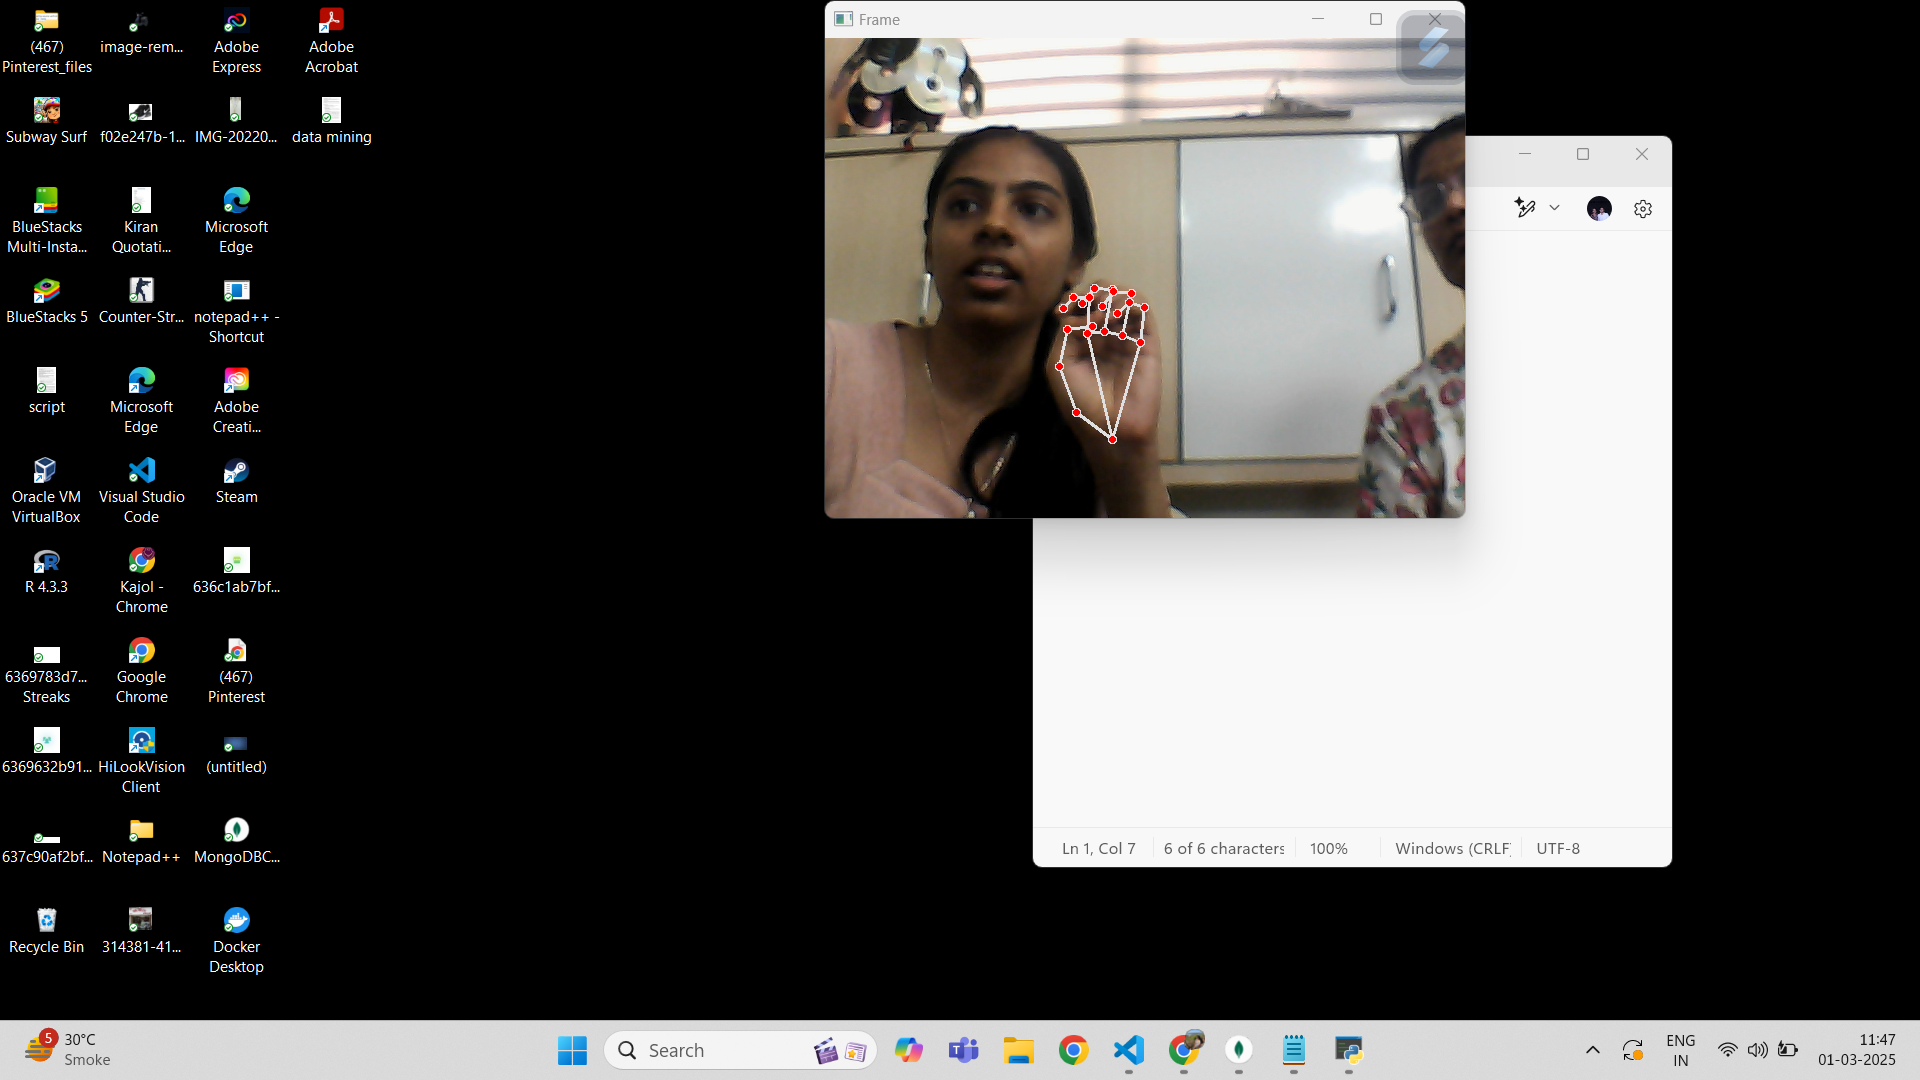 (467)
Pinterest_files
image-rem...
Adobe
Express
Adobe
Acrobat
Subway Surf
f02e247b-1...
IMG-20220...
data mining
BlueStacks
Multi-Insta...
Kiran
Quotati...
Microsoft
Edge
BlueStacks 5
Counter-Str...
notepad++ -
Shortcut
script
Microsoft
Edge
Adobe
Creati...
Oracle VM
VirtualBox
Visual Studio
Code
Steam
R 4.3.3
Kajol -
Chrome
636c1ab7bf...
6369783d7...
Streaks
Google
Chrome
(467)
Pinterest
6369632b91...
HiLookVision
Client
(untitled)
637c90af2bf...
Notepad++
MongoDBC...
Recycle Bin
314381-41...
Docker
Desktop
Frame
Ln 1, Col 7
6 of 6 characters
100%
Windows (CRLF)
UTF-8
5
30°C
Smoke
Search
ENG
IN
11:47
01-03-2025